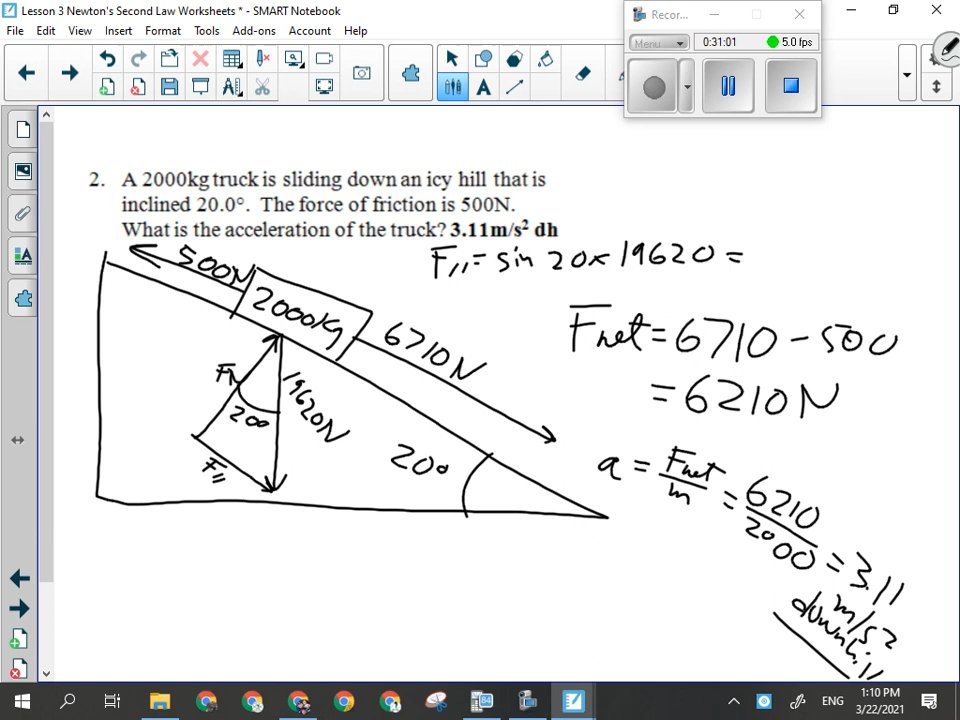 Lesson 3 Newton's Second Law Worksheets * - SMART Notebook
Recor...
File Edit View Insert Format Tools Add-ons Account Help
Menu 0:31:01 5.0 fps
2. A 2000kg truck is sliding down an icy hill that is
inclined 20.0°. The force of friction is 500N.
What is the acceleration of the truck? 3.11m/s² dh
F// = sin 20 x 19620 =
500N
2000kg
6710N
Fnet = 6710 - 500
= 6210N
FN
20°
19620N
F//
20°
a = Fnet/m = 6210/2000 = 3.11
m/s²
downhill
ENG
1:10 PM
3/22/2021